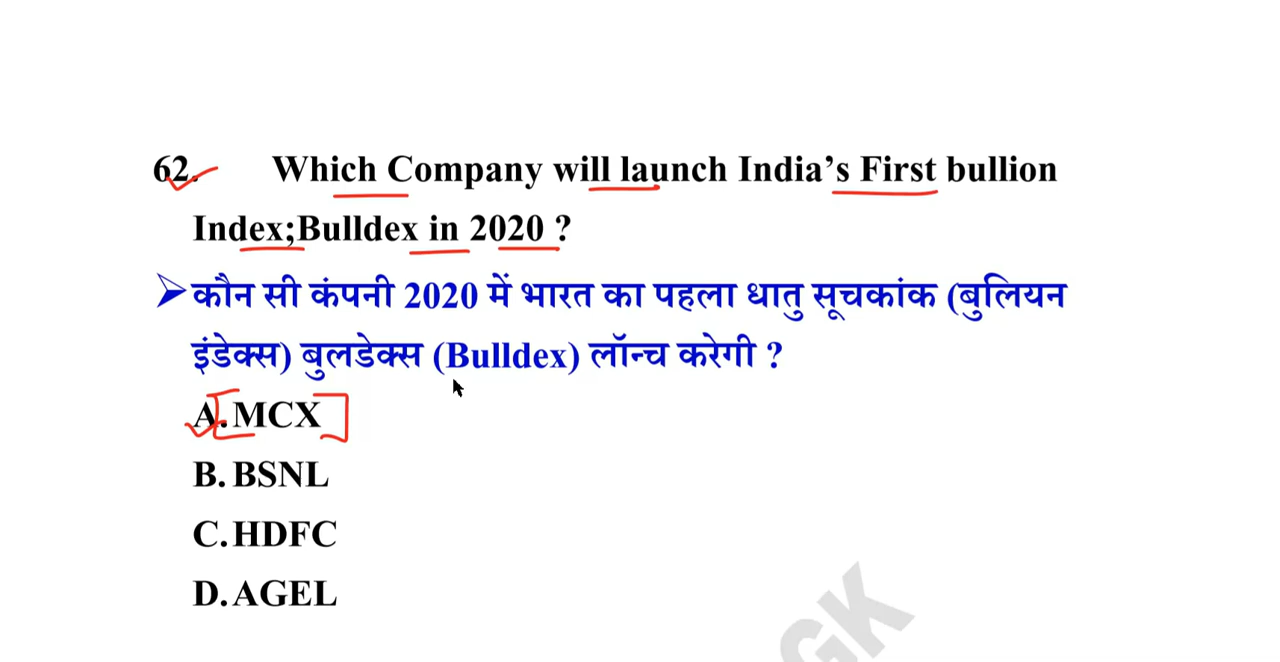 62. Which Company will launch India’s First bullion
Index;Bulldex in 2020 ?
➢कौन सी कंपनी 2020 में भारत का पहला धातु सूचकांक (बुलियन
इंडेक्स) बुलडेक्स (Bulldex) लॉन्च करेगी ?
A. MCX
B. BSNL
C. HDFC
D. AGEL
GK